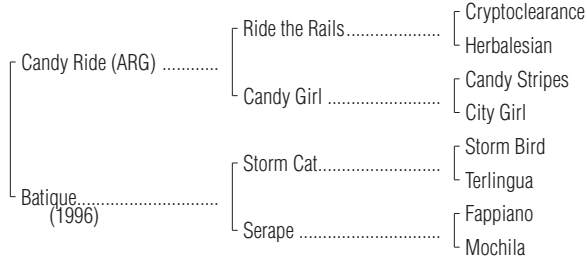 Cryptoclearance
Ride the Rails........................
Herbalesian
Candy Ride (ARG) ..............
Candy Stripes
Candy Girl .............................
City Girl
Storm Bird
Storm Cat...............................
Terlingua
Batique....................................
(1996)
Fappiano
Serape ....................................
Mochila